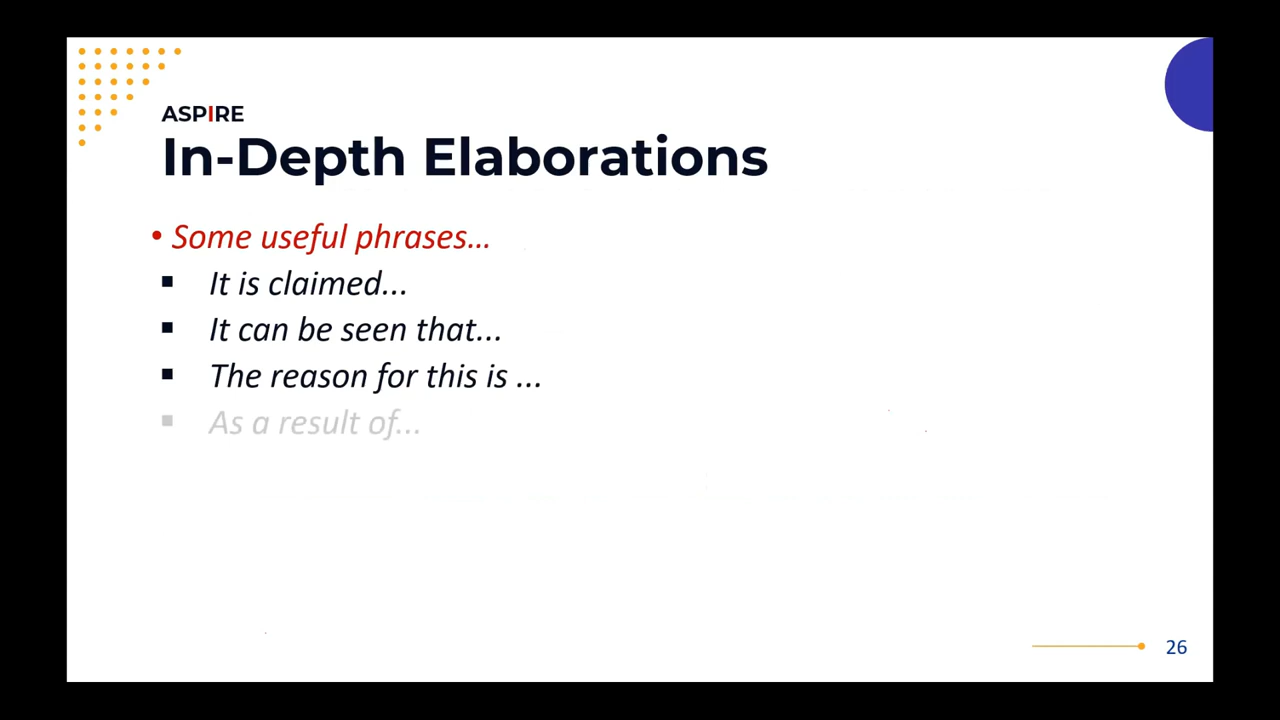 ASPIRE
In-Depth Elaborations
• Some useful phrases...
▪ It is claimed...
▪ It can be seen that...
▪ The reason for this is ...
▪ As a result of...
26